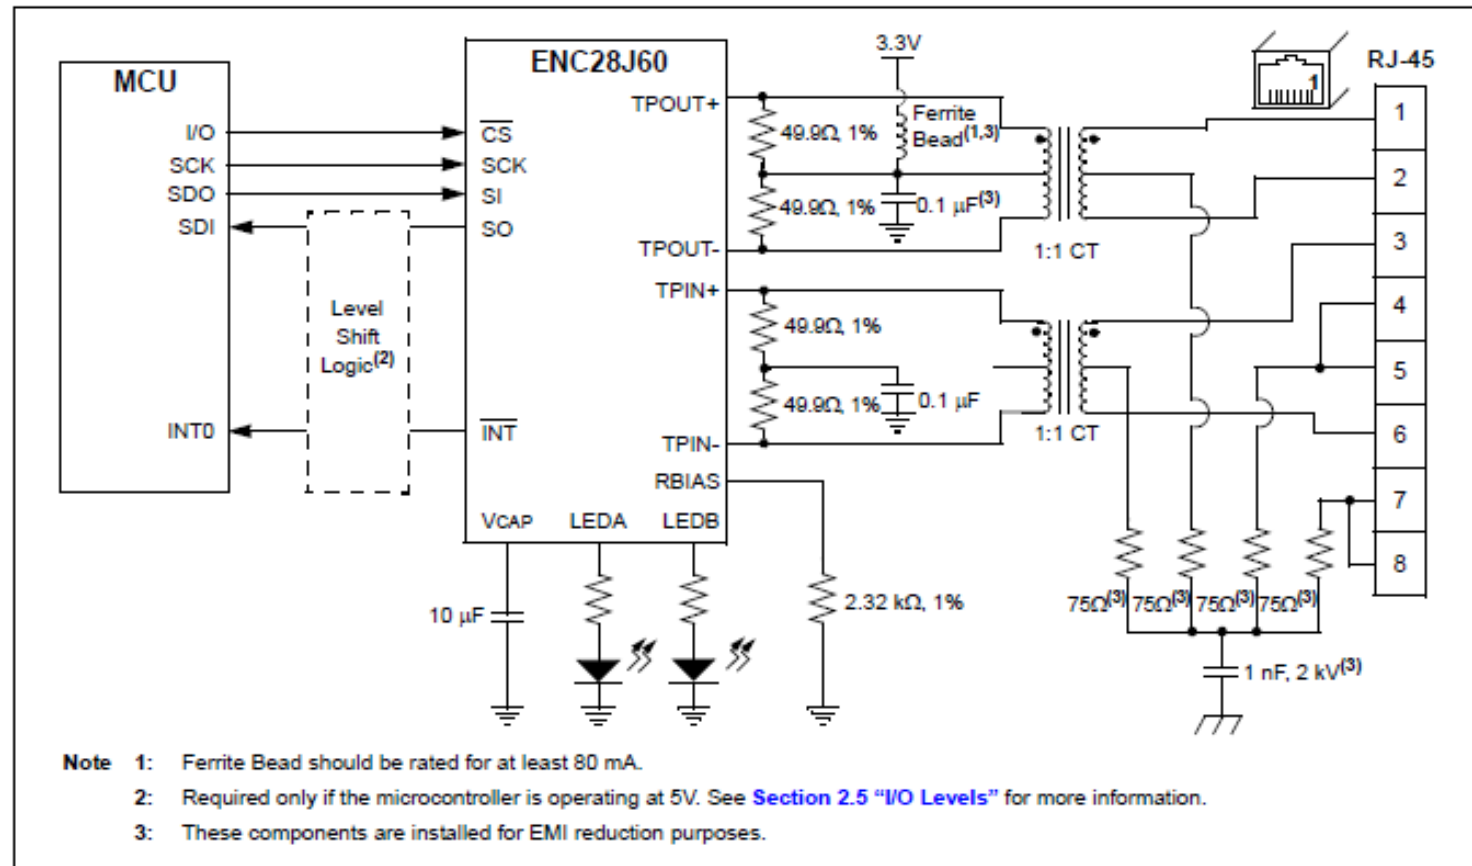 MCU
I/O
SCK
SDO
SDI
INT0
Level
Shift
Logic(2)
ENC28J60
CS
SCK
SI
SO
INT
TPOUT+
TPOUT-
TPIN+
TPIN-
RBIAS
VCAP LEDA LEDB
10 µF
2.32 kΩ, 1%
49.9Ω, 1%
49.9Ω, 1%
49.9Ω, 1%
49.9Ω, 1%
3.3V
Ferrite
Bead(1,3)
0.1 µF(3)
0.1 µF
1:1 CT
1:1 CT
1
RJ-45
1
2
3
4
5
6
7
8
75Ω(3) 75Ω(3) 75Ω(3) 75Ω(3)
1 nF, 2 kV(3)
Note 1: Ferrite Bead should be rated for at least 80 mA.
2: Required only if the microcontroller is operating at 5V. See Section 2.5 “I/O Levels” for more information.
3: These components are installed for EMI reduction purposes.